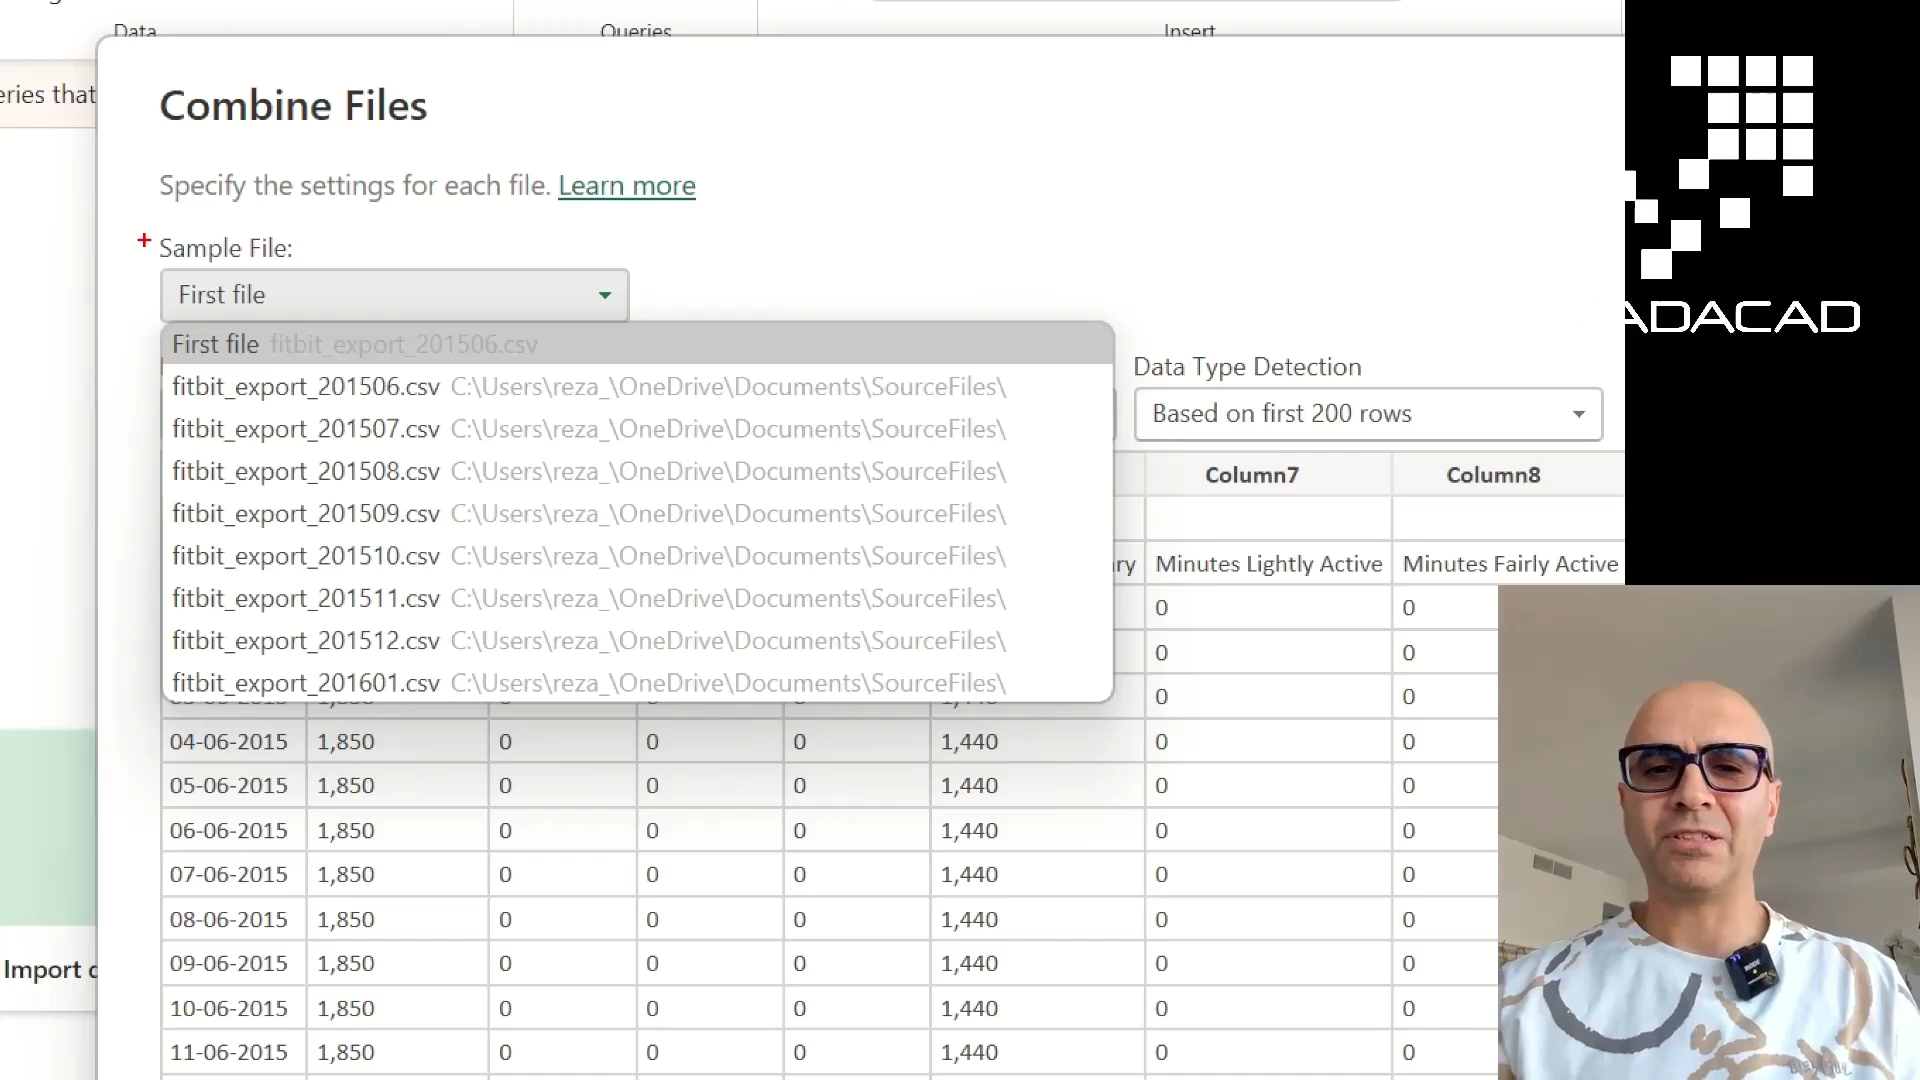 Data Queries Insert
eries that
Combine Files
Specify the settings for each file. Learn more
+ Sample File:
First file
First file fitbit_export_201506.csv
fitbit_export_201506.csv C:\Users\reza_\OneDrive\Documents\SourceFiles\
fitbit_export_201507.csv C:\Users\reza_\OneDrive\Documents\SourceFiles\
fitbit_export_201508.csv C:\Users\reza_\OneDrive\Documents\SourceFiles\
fitbit_export_201509.csv C:\Users\reza_\OneDrive\Documents\SourceFiles\
fitbit_export_201510.csv C:\Users\reza_\OneDrive\Documents\SourceFiles\
fitbit_export_201511.csv C:\Users\reza_\OneDrive\Documents\SourceFiles\
fitbit_export_201512.csv C:\Users\reza_\OneDrive\Documents\SourceFiles\
fitbit_export_201601.csv C:\Users\reza_\OneDrive\Documents\SourceFiles\
Data Type Detection
Based on first 200 rows
Column7 Column8
ry Minutes Lightly Active Minutes Fairly Active
0 0
0 0
0 0
04-06-2015 1,850 0 0 0 1,440 0 0
05-06-2015 1,850 0 0 0 1,440 0 0
06-06-2015 1,850 0 0 0 1,440 0 0
07-06-2015 1,850 0 0 0 1,440 0 0
08-06-2015 1,850 0 0 0 1,440 0 0
09-06-2015 1,850 0 0 0 1,440 0 0
10-06-2015 1,850 0 0 0 1,440 0 0
11-06-2015 1,850 0 0 0 1,440 0 0
Import
ADACAD
RODE